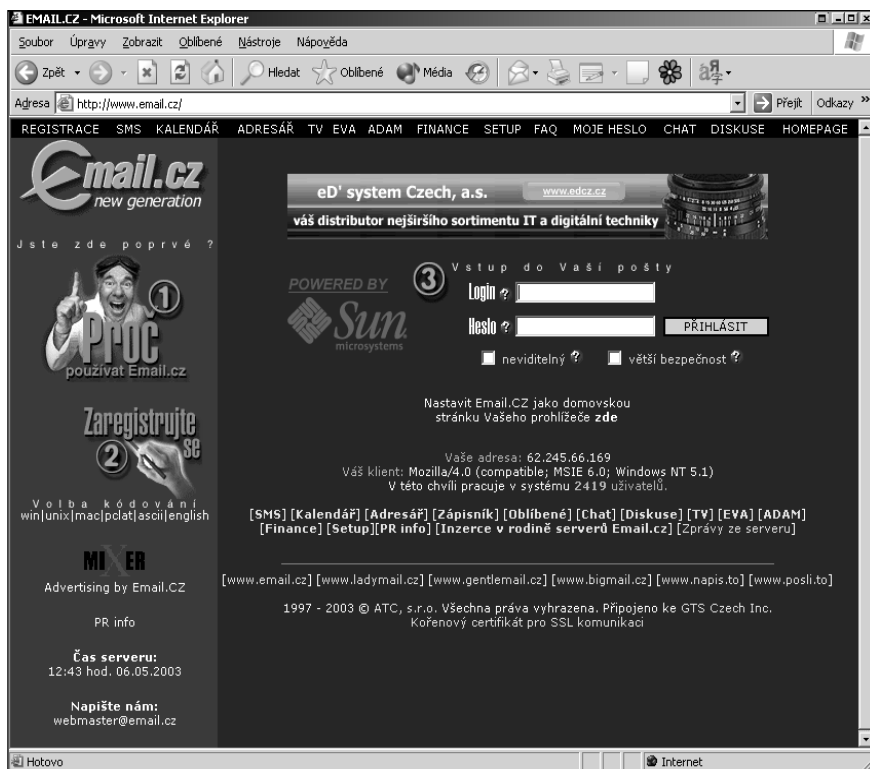 EMAIL.CZ - Microsoft Internet Explorer
Soubor Úpravy Zobrazit Oblíbené Nástroje Nápověda
Zpět Hledat Oblíbené Média
Adresa http://www.email.cz/ Přejít Odkazy »
REGISTRACE SMS KALENDÁŘ ADRESÁŘ TV EVA ADAM FINANCE SETUP FAQ MOJE HESLO CHAT DISKUSE HOMEPAGE
Email.cz
new generation
Jste zde poprvé ?
1
Proč
používat Email.cz
Zaregistrujte
2 se
Volba kódování
win|unix|mac|pclat|ascii|english
MIXER
Advertising by Email.CZ
PR info
Čas serveru:
12:43 hod. 06.05.2003
Napište nám:
webmaster@email.cz
eD' system Czech, a.s. www.edcz.cz
váš distributor nejširšího sortimentu IT a digitální techniky
POWERED BY
Sun
microsystems
3 Vstup do Vaší pošty
Login ?
Heslo ? PŘIHLÁSIT
neviditelný ? větší bezpečnost ?
Nastavit Email.CZ jako domovskou
stránku Vašeho prohlížeče zde
Vaše adresa: 62.245.66.169
Váš klient: Mozilla/4.0 (compatible; MSIE 6.0; Windows NT 5.1)
V této chvíli pracuje v systému 2419 uživatelů.
[SMS] [Kalendář] [Adresář] [Zápisník] [Oblíbené] [Chat] [Diskuse] [TV] [EVA] [ADAM]
[Finance] [Setup][PR info] [Inzerce v rodině serverů Email.cz] [Zprávy ze serveru]
[www.email.cz] [www.ladymail.cz] [www.gentlemail.cz] [www.bigmail.cz] [www.napis.to] [www.posli.to]
1997 - 2003 © ATC, s.r.o. Všechna práva vyhrazena. Připojeno ke GTS Czech Inc.
Kořenový certifikát pro SSL komunikaci
Hotovo Internet